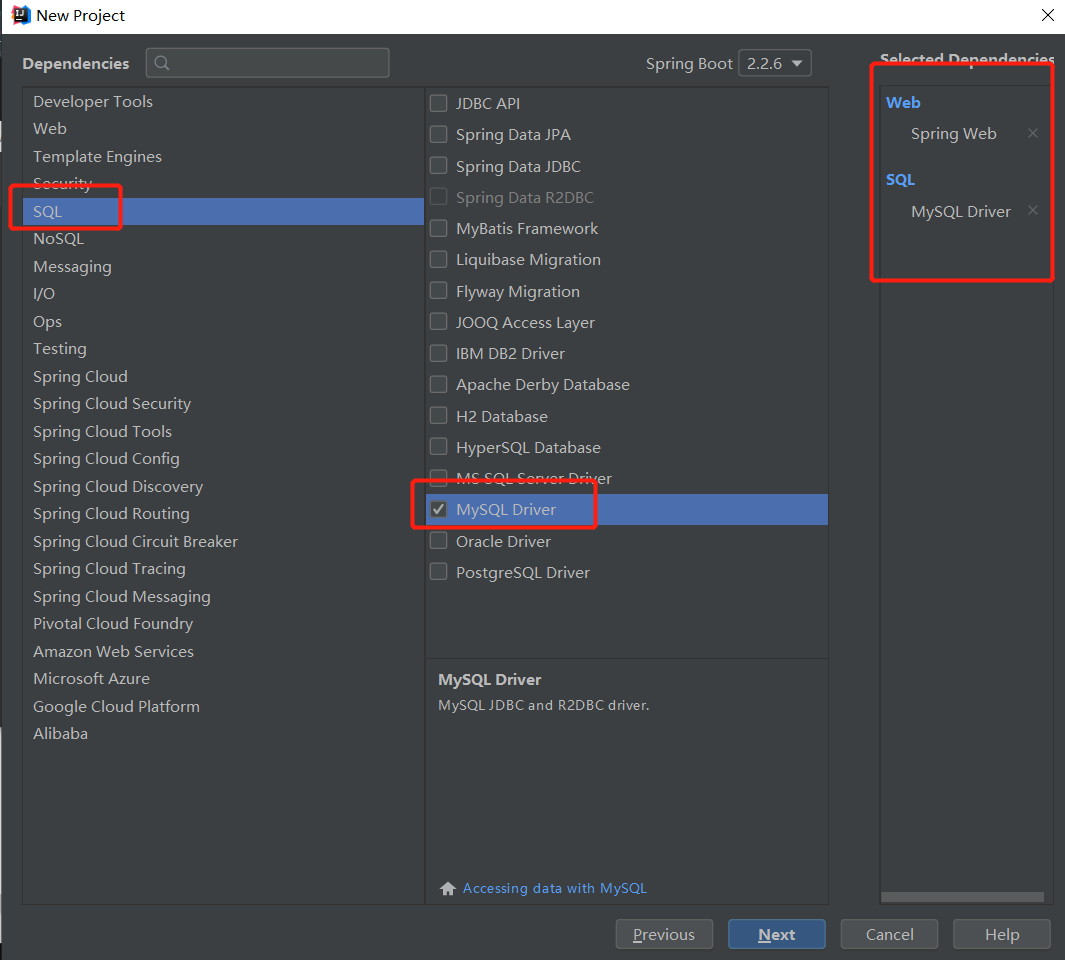 New Project
Dependencies
Spring Boot 2.2.6
Selected Dependencies
Developer Tools
Web
Template Engines
Security
SQL
NoSQL
Messaging
I/O
Ops
Testing
Spring Cloud
Spring Cloud Security
Spring Cloud Tools
Spring Cloud Config
Spring Cloud Discovery
Spring Cloud Routing
Spring Cloud Circuit Breaker
Spring Cloud Tracing
Spring Cloud Messaging
Pivotal Cloud Foundry
Amazon Web Services
Microsoft Azure
Google Cloud Platform
Alibaba
JDBC API
Spring Data JPA
Spring Data JDBC
Spring Data R2DBC
MyBatis Framework
Liquibase Migration
Flyway Migration
JOOQ Access Layer
IBM DB2 Driver
Apache Derby Database
H2 Database
HyperSQL Database
MS SQL Server Driver
MySQL Driver
Oracle Driver
PostgreSQL Driver
MySQL Driver
MySQL JDBC and R2DBC driver.
Accessing data with MySQL
Web
Spring Web
SQL
MySQL Driver
Previous
Next
Cancel
Help